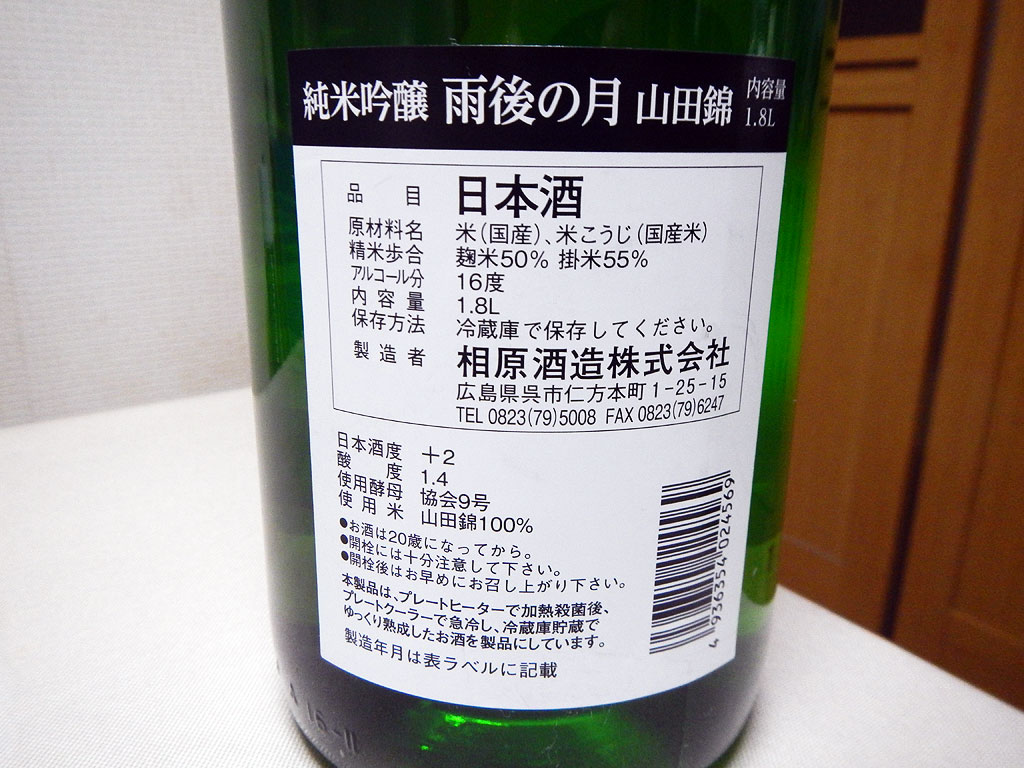 純米吟醸 雨後の月 山田錦 内容量 1.8L
品目 日本酒
原材料名 米(国産)、米こうじ(国産米)
精米歩合 麹米50% 掛米55%
アルコール分 16度
内容量 1.8L
保存方法 冷蔵庫で保存してください。
製造者 相原酒造株式会社
広島県呉市仁方本町1-25-15
TEL 0823(79)5008 FAX 0823(79)6247
日本酒度 +2
酸度 1.4
使用酵母 協会9号
使用米 山田錦100%
●お酒は20歳になってから。
●開栓には十分注意して下さい。
●開栓後はお早めにお召し上がり下さい。
本製品は、プレートヒーターで加熱殺菌後、
プレートクーラーで急冷し、冷蔵庫貯蔵で
ゆっくり熟成したお酒を製品にしています。
製造年月は表ラベルに記載
4 936354 024569